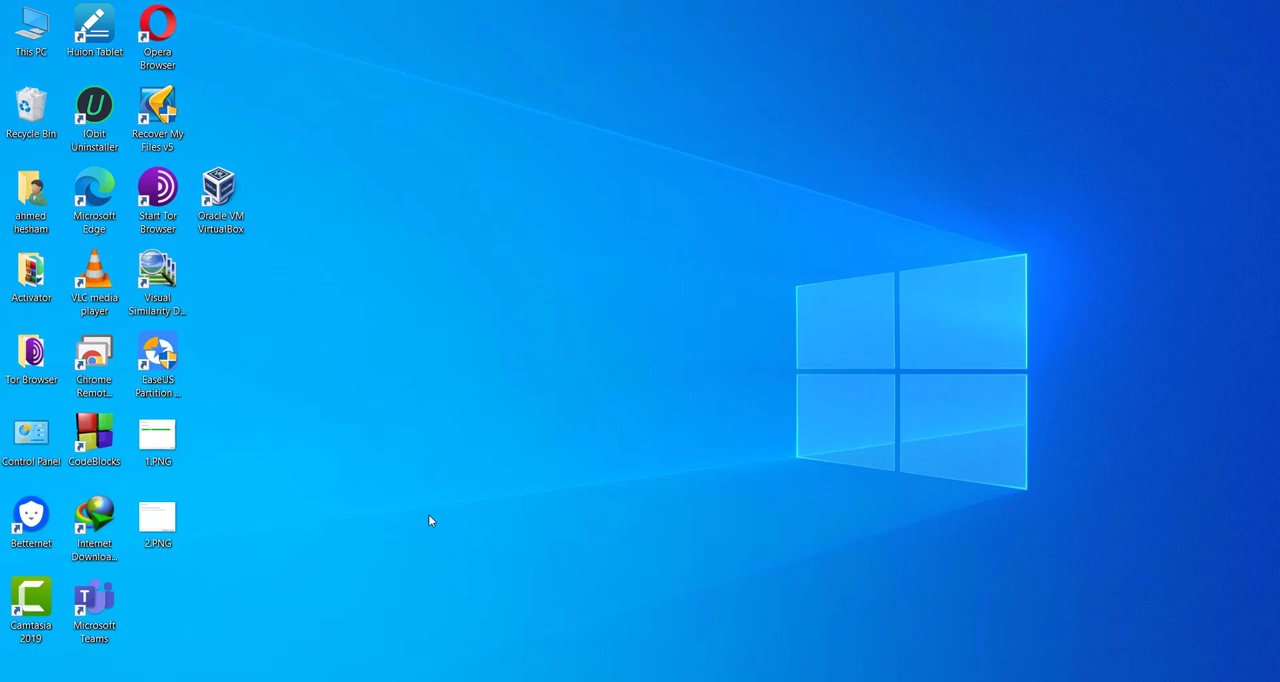 This PC
Huion Tablet
Opera
Browser
Recycle Bin
IObit
Uninstaller
Recover My
Files v5
ahmed
hesham
Microsoft
Edge
Start Tor
Browser
Oracle VM
VirtualBox
Activator
VLC media
player
Visual
Similarity D...
Tor Browser
Chrome
Remot...
EaseUS
Partition ...
Control Panel
CodeBlocks
1.PNG
Betternet
Internet
Downloa...
2.PNG
Camtasia
2019
Microsoft
Teams